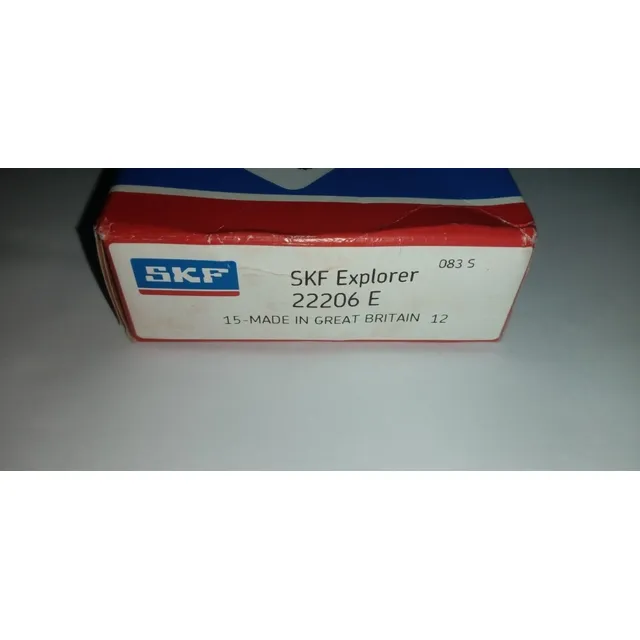 SKF
083 S
SKF Explorer
22206 E
15-MADE IN GREAT BRITAIN 12